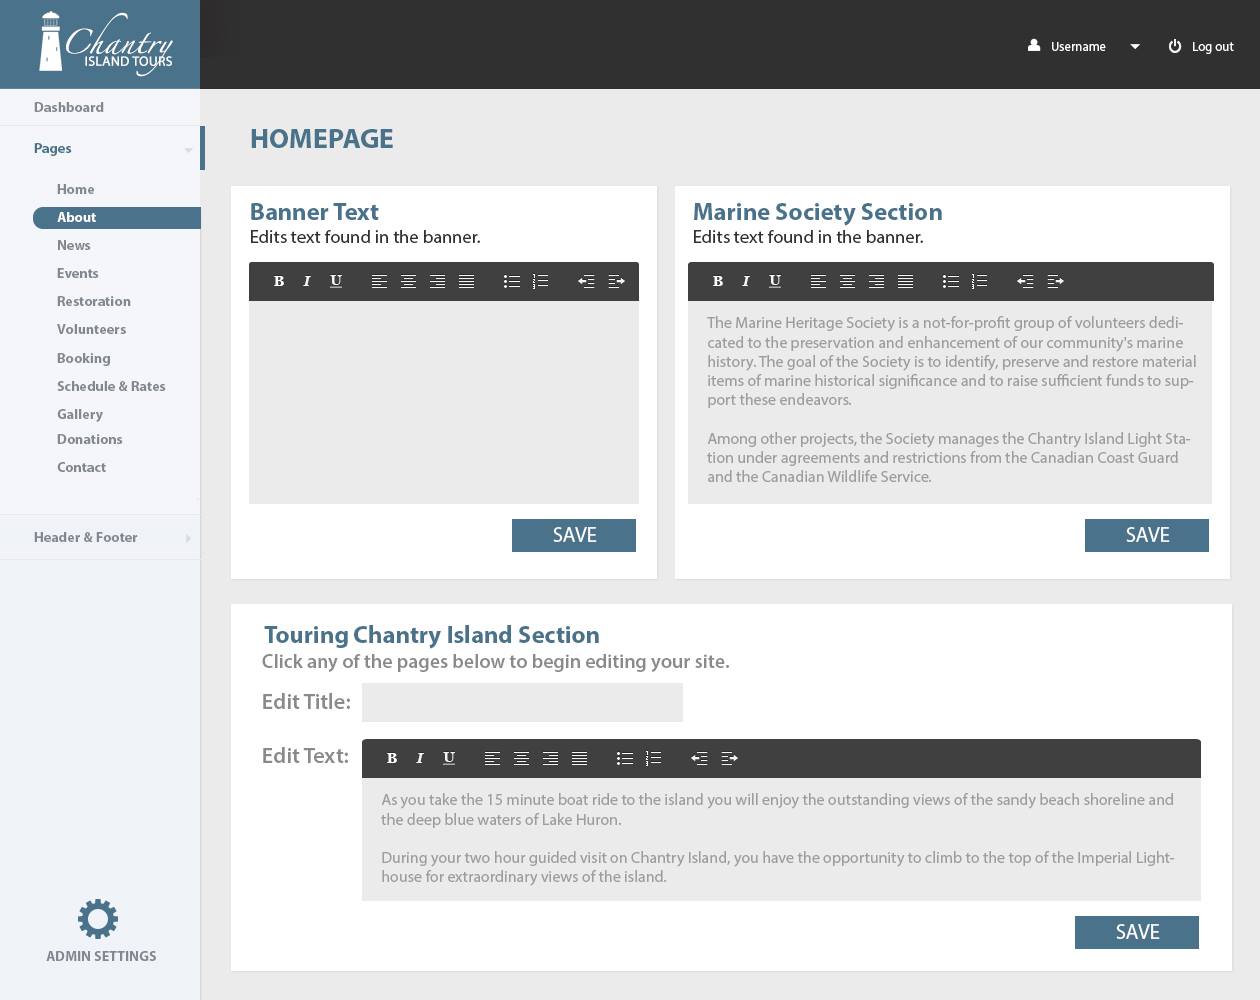 Chantry
ISLAND TOURS
Username
Log out
Dashboard
Pages
Home
About
News
Events
Restoration
Volunteers
Booking
Schedule & Rates
Gallery
Donations
Contact
Header & Footer
ADMIN SETTINGS
HOMEPAGE
Banner Text
Edits text found in the banner.
B I U
SAVE
Marine Society Section
Edits text found in the banner.
B I U
The Marine Heritage Society is a not-for-profit group of volunteers dedi-
cated to the preservation and enhancement of our community's marine
history. The goal of the Society is to identify, preserve and restore material
items of marine historical significance and to raise sufficient funds to sup-
port these endeavors.
Among other projects, the Society manages the Chantry Island Light Sta-
tion under agreements and restrictions from the Canadian Coast Guard
and the Canadian Wildlife Service.
SAVE
Touring Chantry Island Section
Click any of the pages below to begin editing your site.
Edit Title:
Edit Text:
B I U
As you take the 15 minute boat ride to the island you will enjoy the outstanding views of the sandy beach shoreline and
the deep blue waters of Lake Huron.
During your two hour guided visit on Chantry Island, you have the opportunity to climb to the top of the Imperial Light-
house for extraordinary views of the island.
SAVE